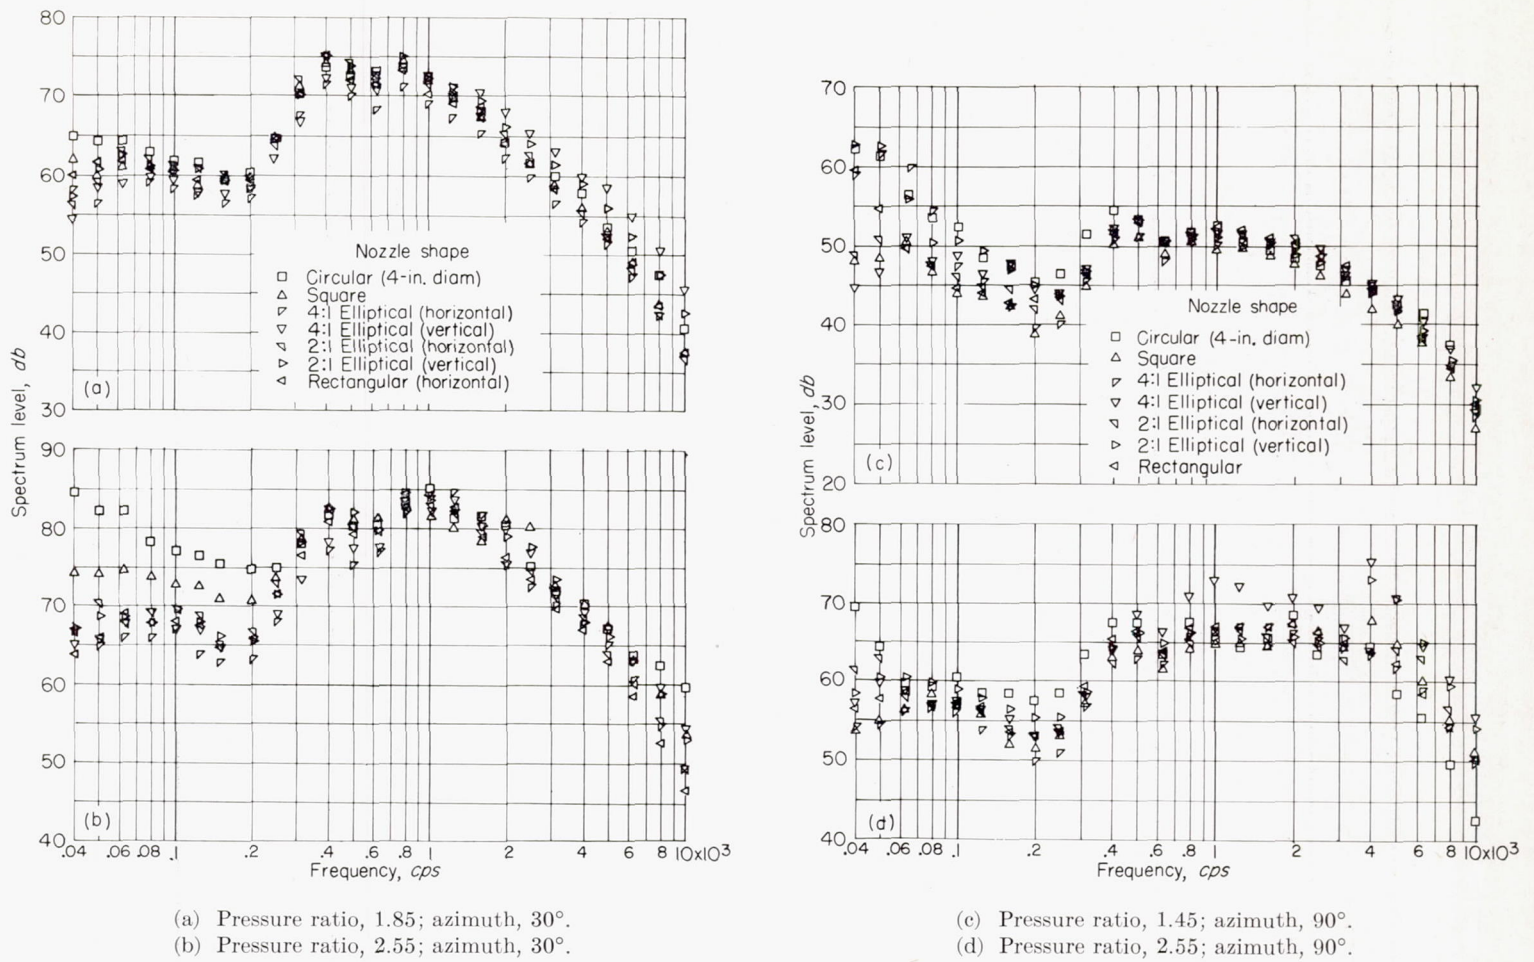 80
70
60
50
40
30
Nozzle shape
Circular (4-in. diam)
Square
4:1 Elliptical (horizontal)
4:1 Elliptical (vertical)
2:1 Elliptical (horizontal)
2:1 Elliptical (vertical)
Rectangular (horizontal)
(a)
Spectrum level, db
90
80
70
60
50
40
(b)
.04 .06 .08 .1 .2 .4 .6 .8 1 2 4 6 8 10x10³
Frequency, cps
70
60
50
40
30
20
Nozzle shape
Circular (4-in. diam)
Square
4:1 Elliptical (horizontal)
4:1 Elliptical (vertical)
2:1 Elliptical (horizontal)
2:1 Elliptical (vertical)
Rectangular
(c)
Spectrum level, db
80
70
60
50
40
(d)
.04 .06 .08 .1 .2 .4 .6 .8 1 2 4 6 8 10x10³
Frequency, cps
(a) Pressure ratio, 1.85; azimuth, 30°.
(b) Pressure ratio, 2.55; azimuth, 30°.
(c) Pressure ratio, 1.45; azimuth, 90°.
(d) Pressure ratio, 2.55; azimuth, 90°.